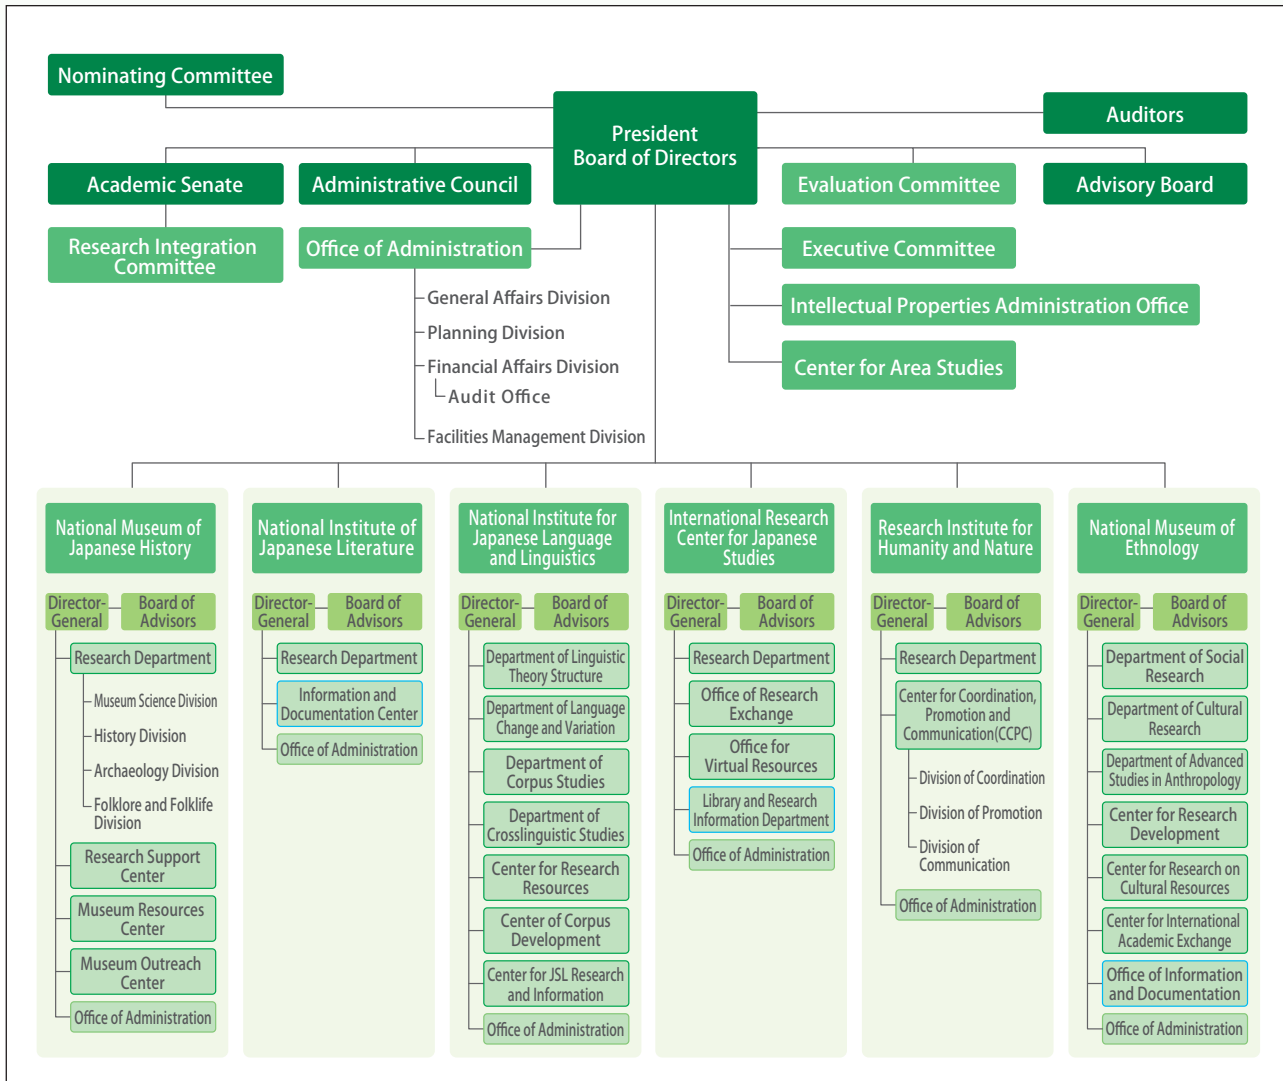 Nominating Committee
President
Board of Directors
Auditors
Academic Senate
Administrative Council
Evaluation Committee
Advisory Board
Research Integration
Committee
Office of Administration
Executive Committee
General Affairs Division
Planning Division
Financial Affairs Division
Audit Office
Facilities Management Division
Intellectual Properties Administration Office
Center for Area Studies
National Museum of
Japanese History
Director-
General
Board of
Advisors
Research Department
Museum Science Division
History Division
Archaeology Division
Folklore and Folklife
Division
Research Support
Center
Museum Resources
Center
Museum Outreach
Center
Office of Administration
National Institute of
Japanese Literature
Director-
General
Board of
Advisors
Research Department
Information and
Documentation Center
Office of Administration
National Institute for
Japanese Language
and Linguistics
Director-
General
Board of
Advisors
Department of Linguistic
Theory Structure
Department of Language
Change and Variation
Department of
Corpus Studies
Department of
Crosslinguistic Studies
Center for Research
Resources
Center of Corpus
Development
Center for JSL Research
and Information
Office of Administration
International Research
Center for Japanese
Studies
Director-
General
Board of
Advisors
Research Department
Office of Research
Exchange
Office for
Virtual Resources
Library and Research
Information Department
Office of Administration
Research Institute for
Humanity and Nature
Director-
General
Board of
Advisors
Research Department
Center for Coordination,
Promotion and
Communication(CCPC)
Division of Coordination
Division of Promotion
Division of
Communication
Office of Administration
National Museum of
Ethnology
Director-
General
Board of
Advisors
Department of Social
Research
Department of Cultural
Research
Department of Advanced
Studies in Anthropology
Center for Research
Development
Center for Research on
Cultural Resources
Center for International
Academic Exchange
Office of Information
and Documentation
Office of Administration